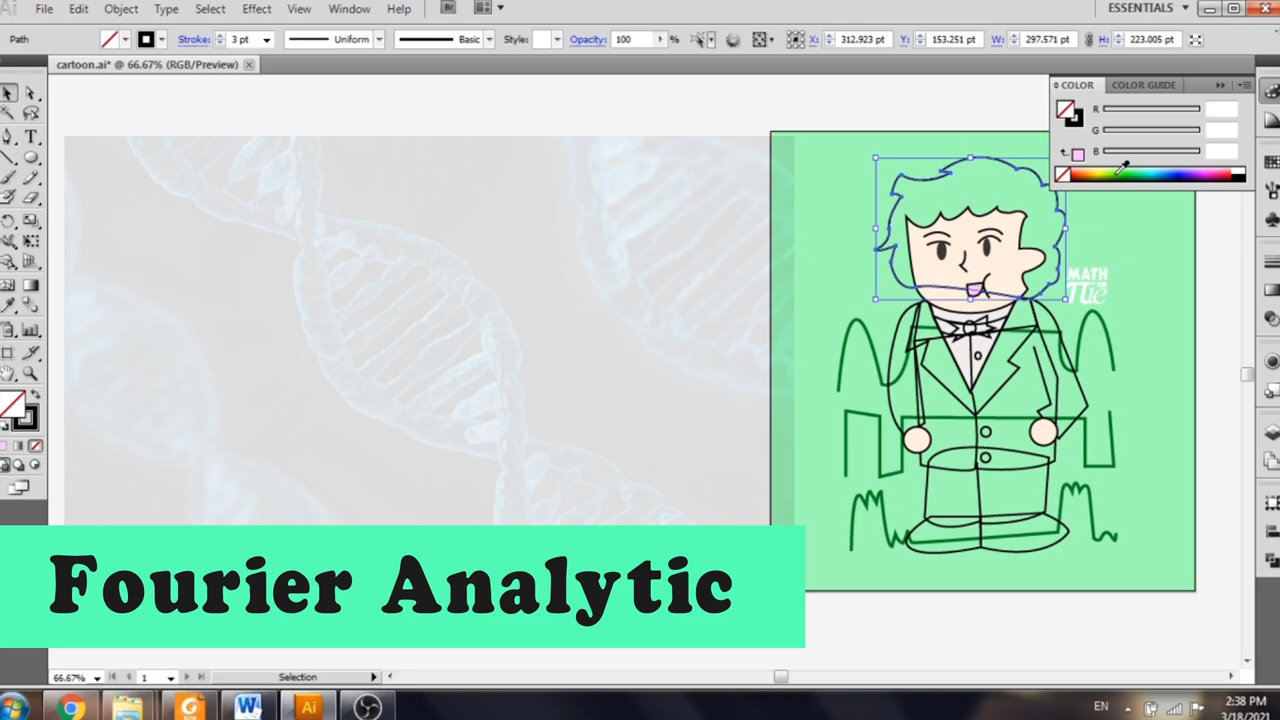 Ai File Edit Object Type Select Effect View Window Help Br ESSENTIALS
Path Stroke: 3 pt Uniform Basic Style: Opacity: 100 % X: 312.923 pt Y: 153.251 pt W: 297.571 pt H: 223.005 pt
cartoon.ai* @ 66.67% (RGB/Preview)
COLOR COLOR GUIDE
R
G
B
MATH
Fourier Analytic
66.67% 1 Selection
EN 2:38 PM
3/18/2021